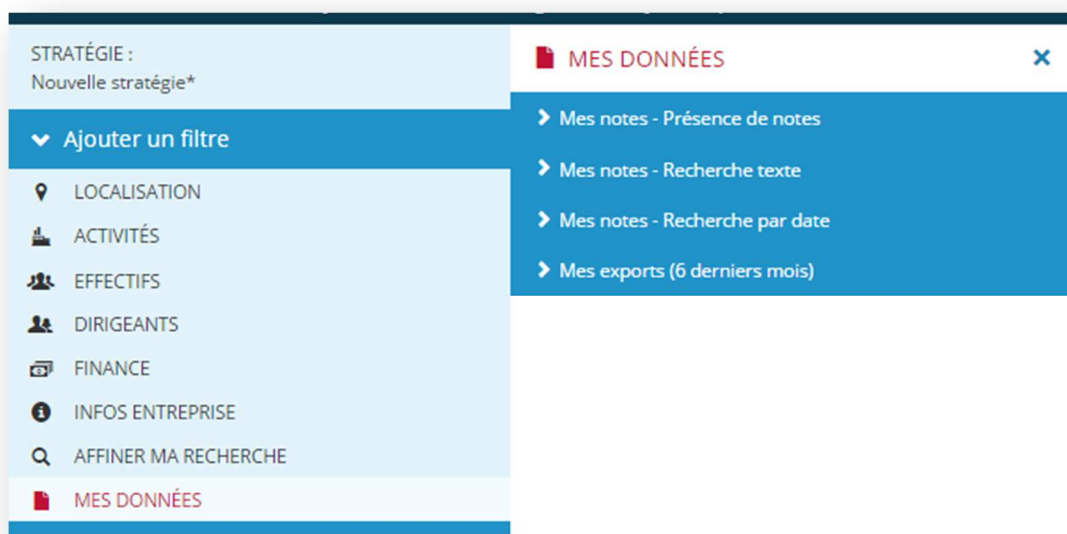 STRATÉGIE :
Nouvelle stratégie*
Ajouter un filtre
LOCALISATION
ACTIVITÉS
EFFECTIFS
DIRIGEANTS
FINANCE
INFOS ENTREPRISE
AFFINER MA RECHERCHE
MES DONNÉES
MES DONNÉES
Mes notes - Présence de notes
Mes notes - Recherche texte
Mes notes - Recherche par date
Mes exports (6 derniers mois)